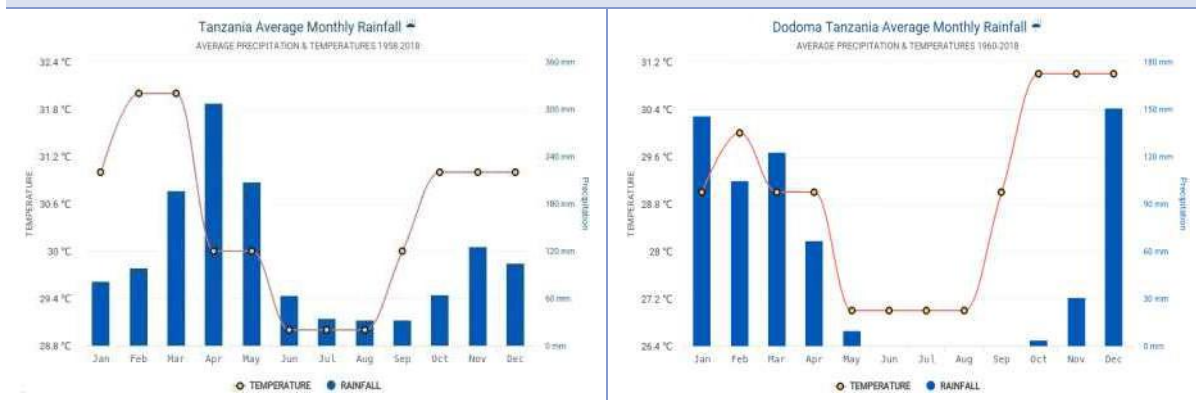 Tanzania Average Monthly Rainfall
AVERAGE PRECIPITATION & TEMPERATURES 1958-2018
32.4 °C
31.8 °C
31.2 °C
30.6 °C
30 °C
29.4 °C
28.8 °C
TEMPERATURE
360 mm
300 mm
240 mm
180 mm
120 mm
60 mm
0 mm
Precipitation
Jan Feb Mar Apr May Jun Jul Aug Sep Oct Nov Dec
TEMPERATURE RAINFALL
Dodoma Tanzania Average Monthly Rainfall
AVERAGE PRECIPITATION & TEMPERATURES 1960-2018
31.2 °C
30.4 °C
29.6 °C
28.8 °C
28 °C
27.2 °C
26.4 °C
TEMPERATURE
180 mm
150 mm
120 mm
90 mm
60 mm
30 mm
0 mm
Precipitation
Jan Feb Mar Apr May Jun Jul Aug Sep Oct Nov Dec
TEMPERATURE RAINFALL